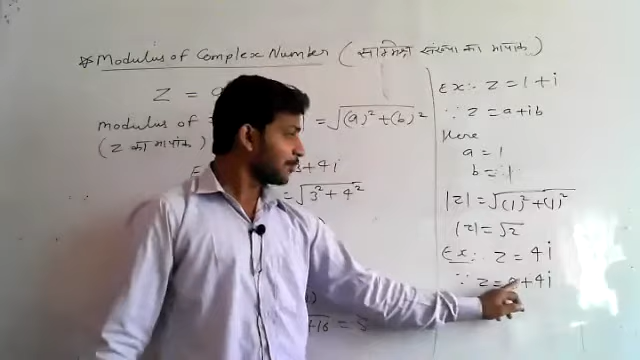 Modulus of Complex Number (सम्मिश्र संख्या का मापांक)
Z =
modulus of = √(a)² + (b)²
(Z का मापांक)
3 + 4i
= √3² + 4²
+16 = 5
Ex:- Z = 1 + i
∵ Z = a + ib
Here
a = 1
b = 1
|Z| = √(1)² + (1)²
|Z| = √2
Ex:- Z = 4i
∵ Z = + 4i